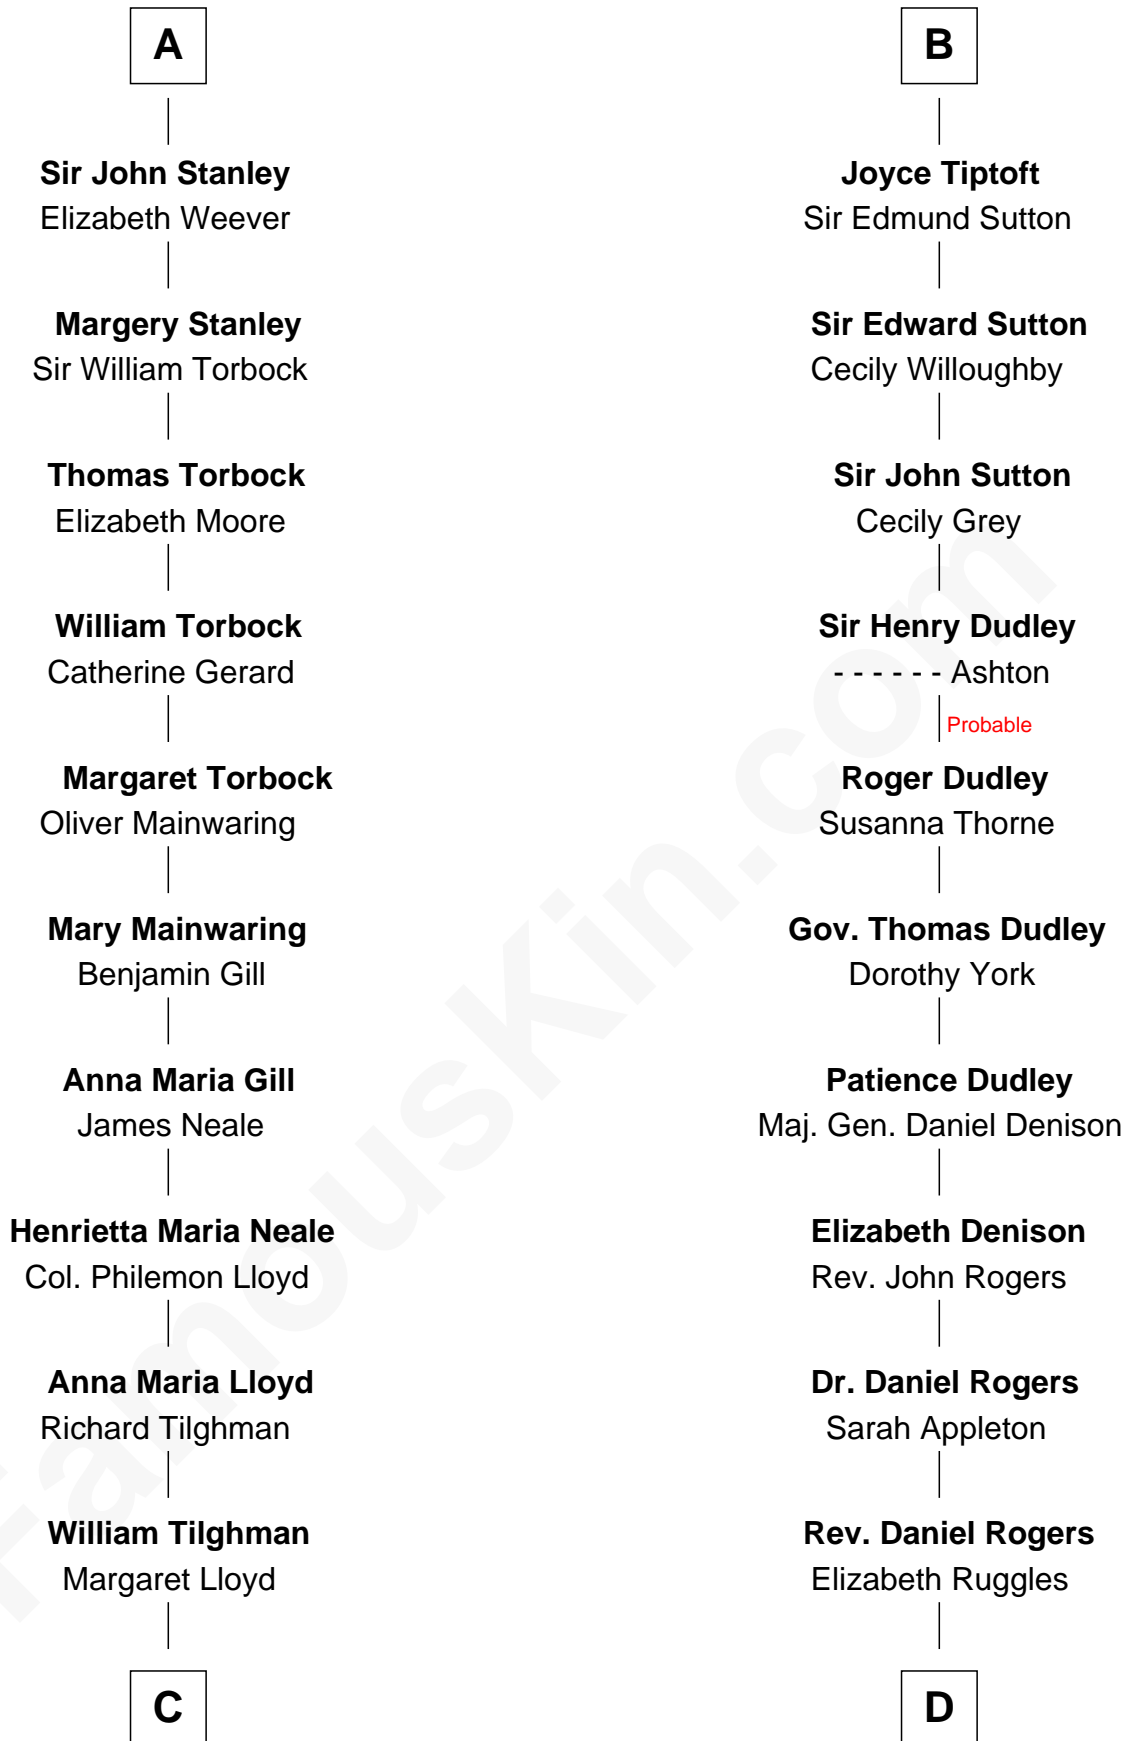 A
Sir John Stanley
Elizabeth Weever
Margery Stanley
Sir William Torbock
Thomas Torbock
Elizabeth Moore
William Torbock
Catherine Gerard
Margaret Torbock
Oliver Mainwaring
Mary Mainwaring
Benjamin Gill
Anna Maria Gill
James Neale
Henrietta Maria Neale
Col. Philemon Lloyd
Anna Maria Lloyd
Richard Tilghman
William Tilghman
Margaret Lloyd
C
B
Joyce Tiptoft
Sir Edmund Sutton
Sir Edward Sutton
Cecily Willoughby
Sir John Sutton
Cecily Grey
Sir Henry Dudley
- - - - - - Ashton
Probable
Roger Dudley
Susanna Thorne
Gov. Thomas Dudley
Dorothy York
Patience Dudley
Maj. Gen. Daniel Denison
Elizabeth Denison
Rev. John Rogers
Dr. Daniel Rogers
Sarah Appleton
Rev. Daniel Rogers
Elizabeth Ruggles
D
FamousKin.com